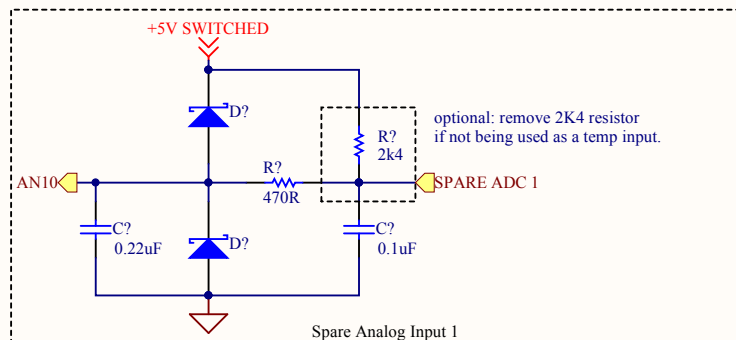 +5V SWITCHED
D?
optional: remove 2K4 resistor
if not being used as a temp input.
R?
2k4
AN10
R?
470R
SPARE ADC 1
C?
0.22uF
D?
C?
0.1uF
Spare Analog Input 1